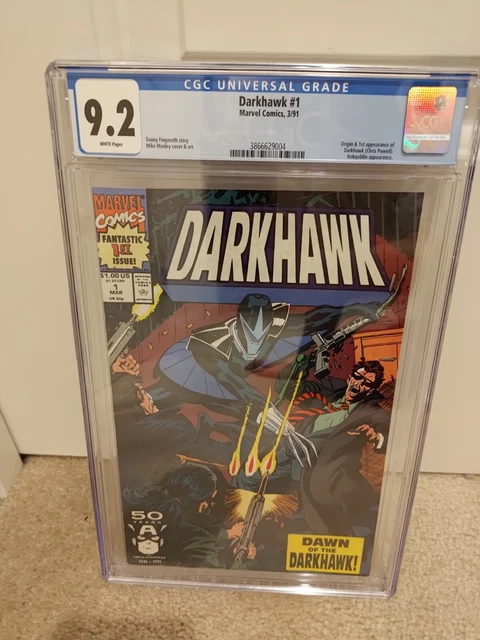 CGC UNIVERSAL GRADE
9.2
WHITE Pages
Darkhawk #1
Marvel Comics, 3/91
Danny Fingeroth story
Mike Manley cover & art
3866629004
Origin & 1st appearance of
Darkhawk (Chris Powell).
Hobgoblin appearance.
CGC
MARVEL
COMICS
FANTASTIC
1ST
ISSUE!
$1.00 US
1
MAR
DARKHAWK
50
YEARS
A
DAWN
OF THE
DARKHAWK!